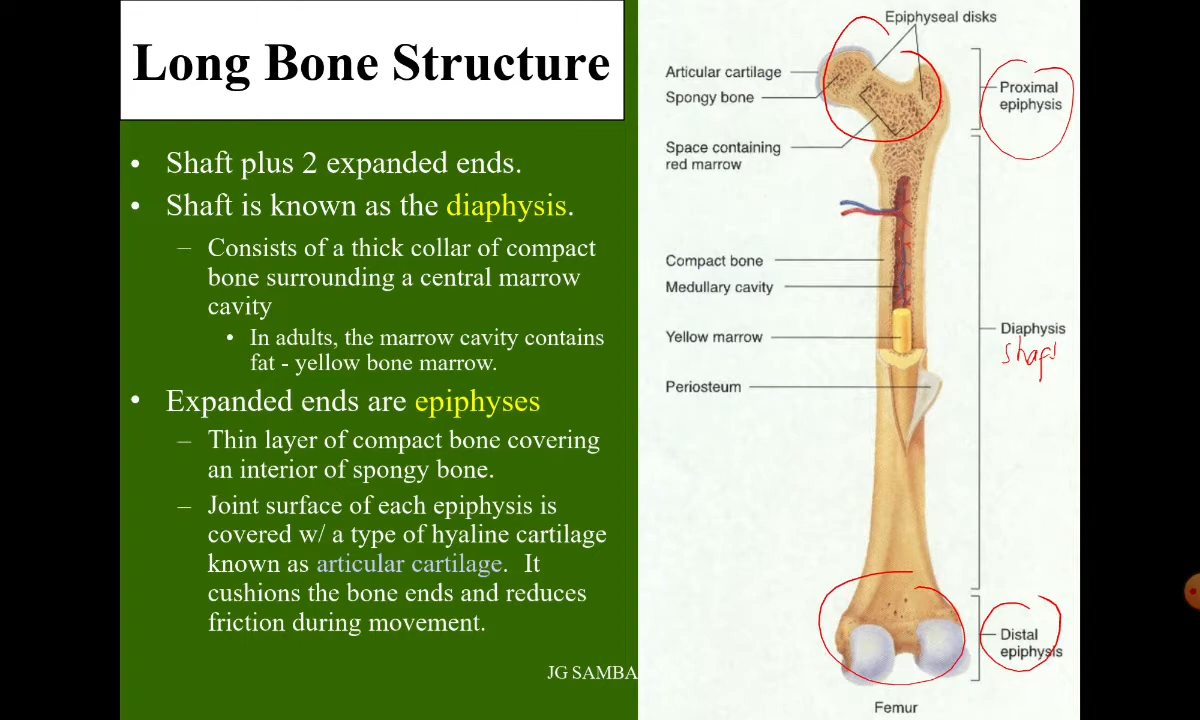 Long Bone Structure
• Shaft plus 2 expanded ends.
• Shaft is known as the diaphysis.
– Consists of a thick collar of compact
bone surrounding a central marrow
cavity
• In adults, the marrow cavity contains
fat - yellow bone marrow.
• Expanded ends are epiphyses
– Thin layer of compact bone covering
an interior of spongy bone.
– Joint surface of each epiphysis is
covered w/ a type of hyaline cartilage
known as articular cartilage. It
cushions the bone ends and reduces
friction during movement.
JG SAMBA
Epiphyseal disks
Articular cartilage
Spongy bone
Space containing
red marrow
Compact bone
Medullary cavity
Yellow marrow
Periosteum
Proximal
epiphysis
Diaphysis
shaft
Distal
epiphysis
Femur